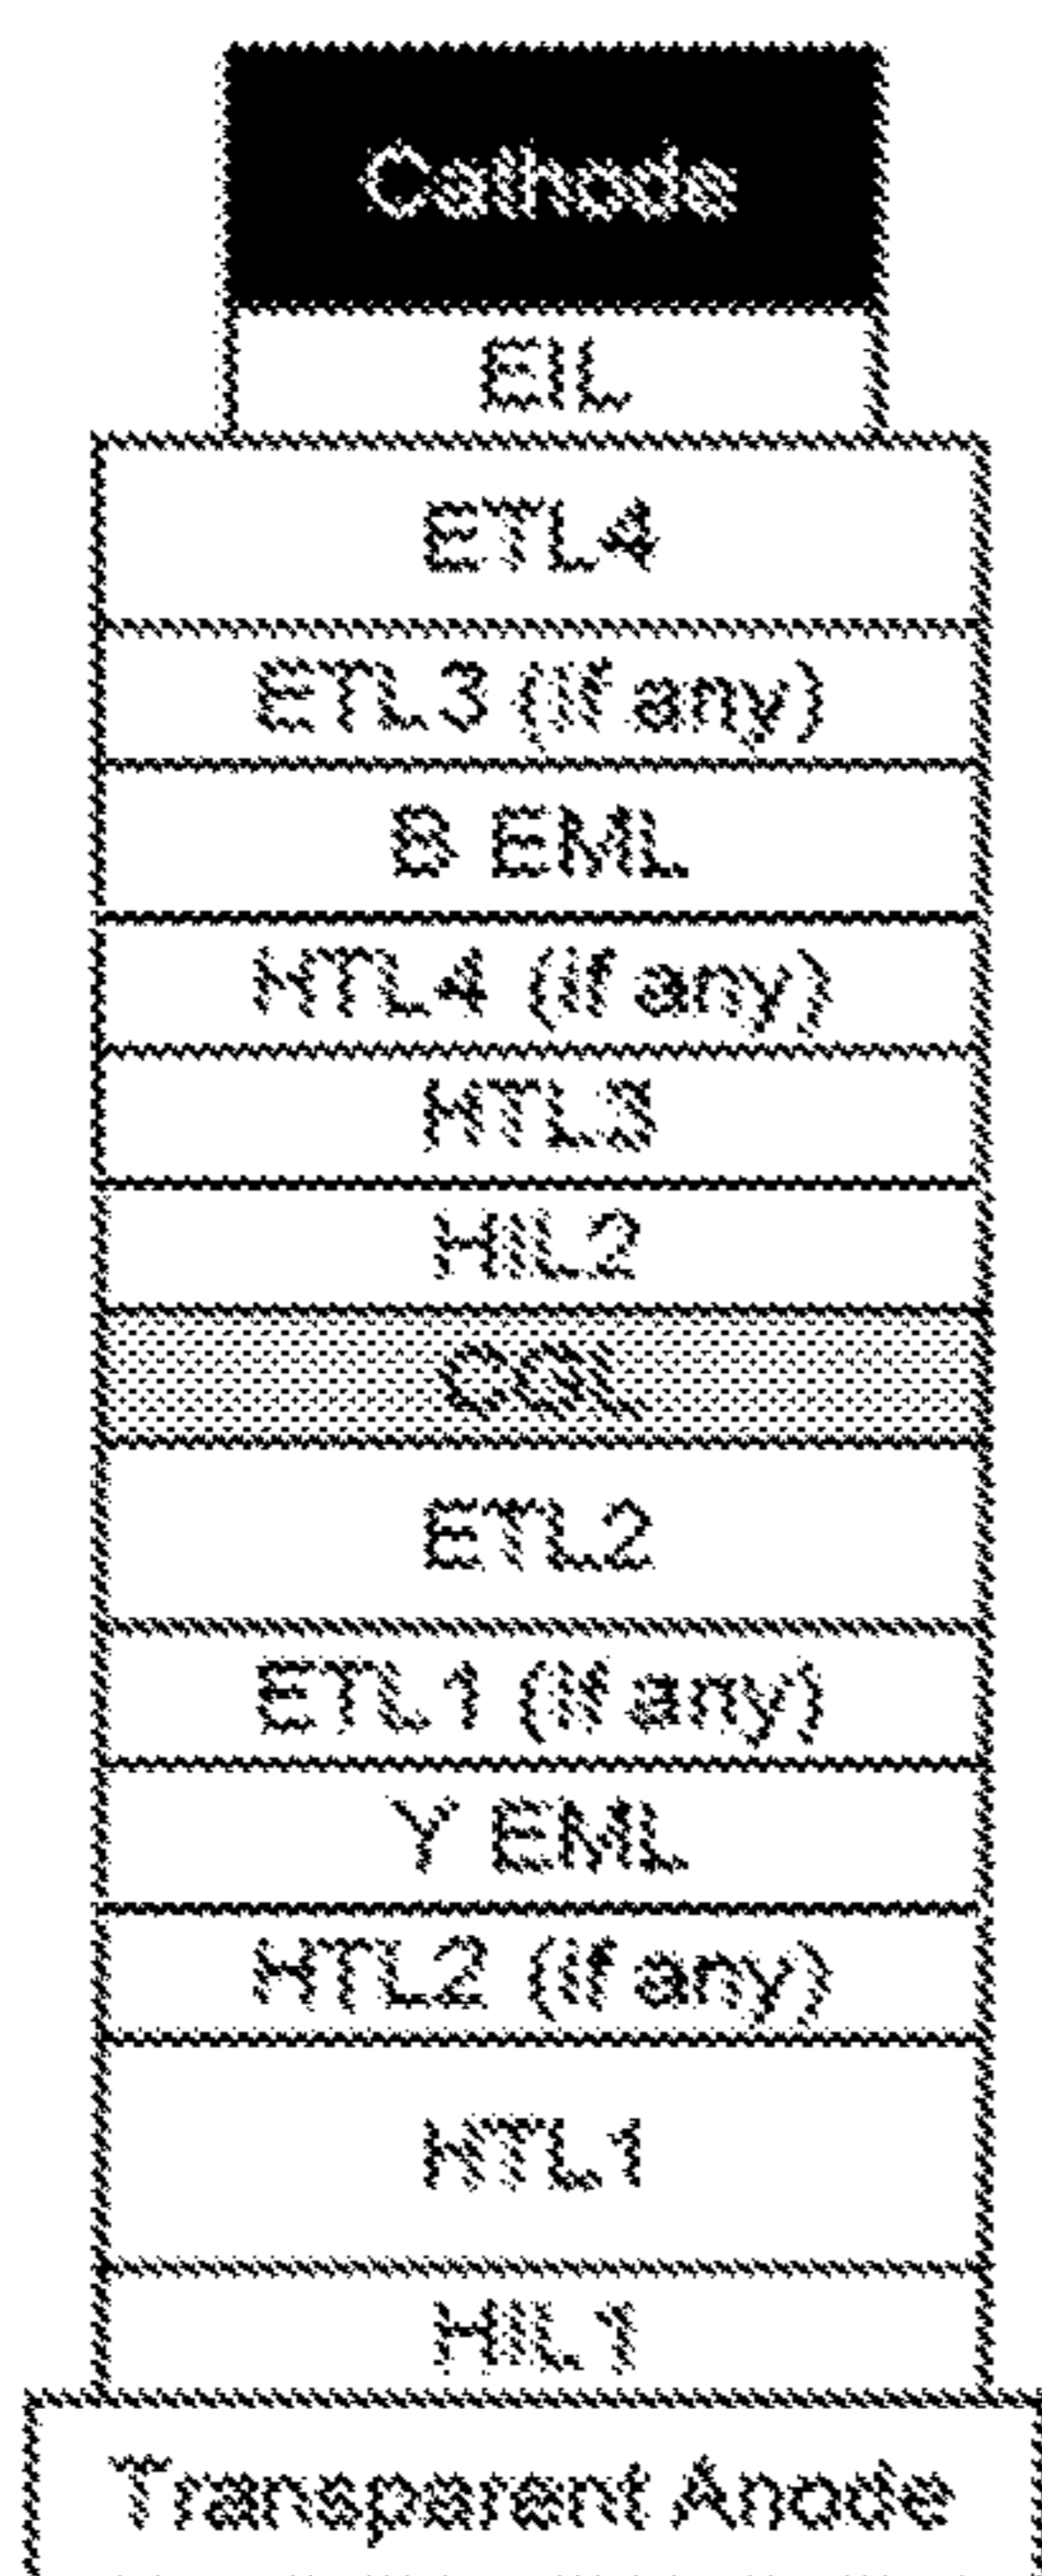 Cathode
EIL
ETL4
ETL3 (if any)
B EML
HTL4 (if any)
HTL3
HIL2
CGL
ETL2
ETL1 (if any)
Y EML
HTL2 (if any)
HTL1
HIL1
Transparent Anode